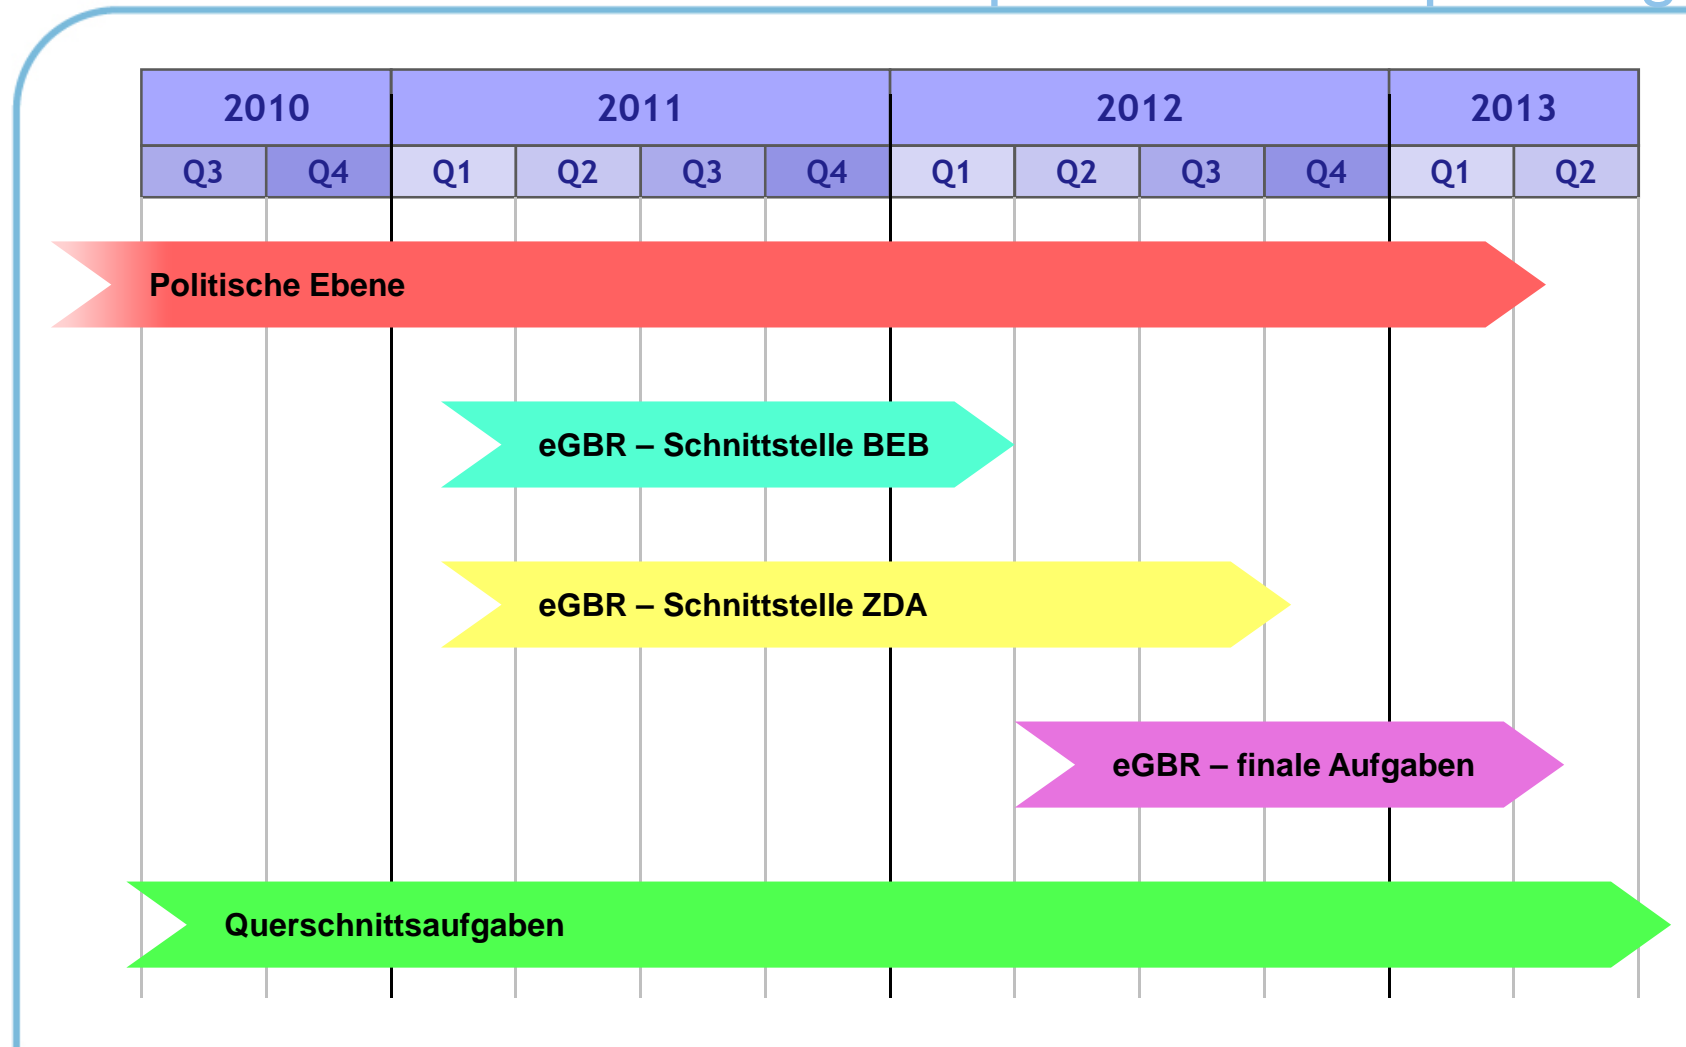 2010 2011 2012 2013
Q3 Q4 Q1 Q2 Q3 Q4 Q1 Q2 Q3 Q4 Q1 Q2
Politische Ebene
eGBR – Schnittstelle BEB
eGBR – Schnittstelle ZDA
eGBR – finale Aufgaben
Querschnittsaufgaben